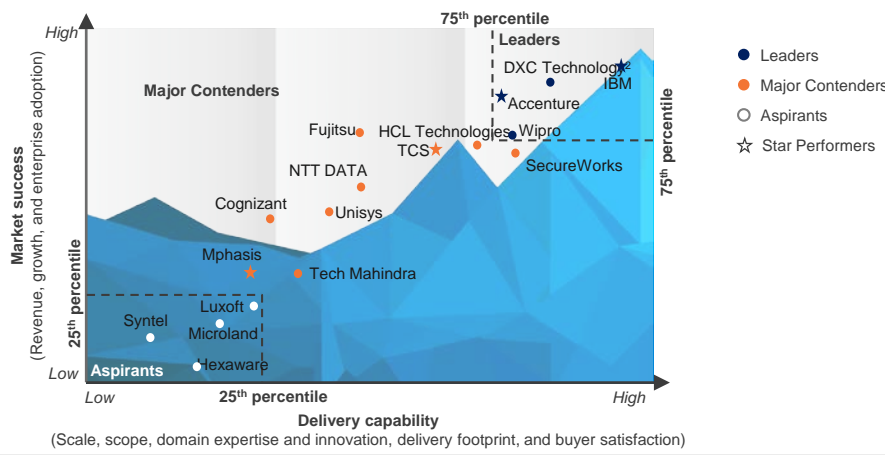 75th percentile
High
Leaders
DXC Technology2
IBM
Major Contenders
Accenture
Fujitsu
HCL Technologies
Wipro
TCS
SecureWorks
NTT DATA
Cognizant
Unisys
Mphasis
Tech Mahindra
Luxoft
Syntel
Microland
Hexaware
Aspirants
Market success
(Revenue, growth, and enterprise adoption)
25th percentile
75th percentile
Low
Low
25th percentile
High
Delivery capability
(Scale, scope, domain expertise and innovation, delivery footprint, and buyer satisfaction)
Leaders
Major Contenders
Aspirants
Star Performers